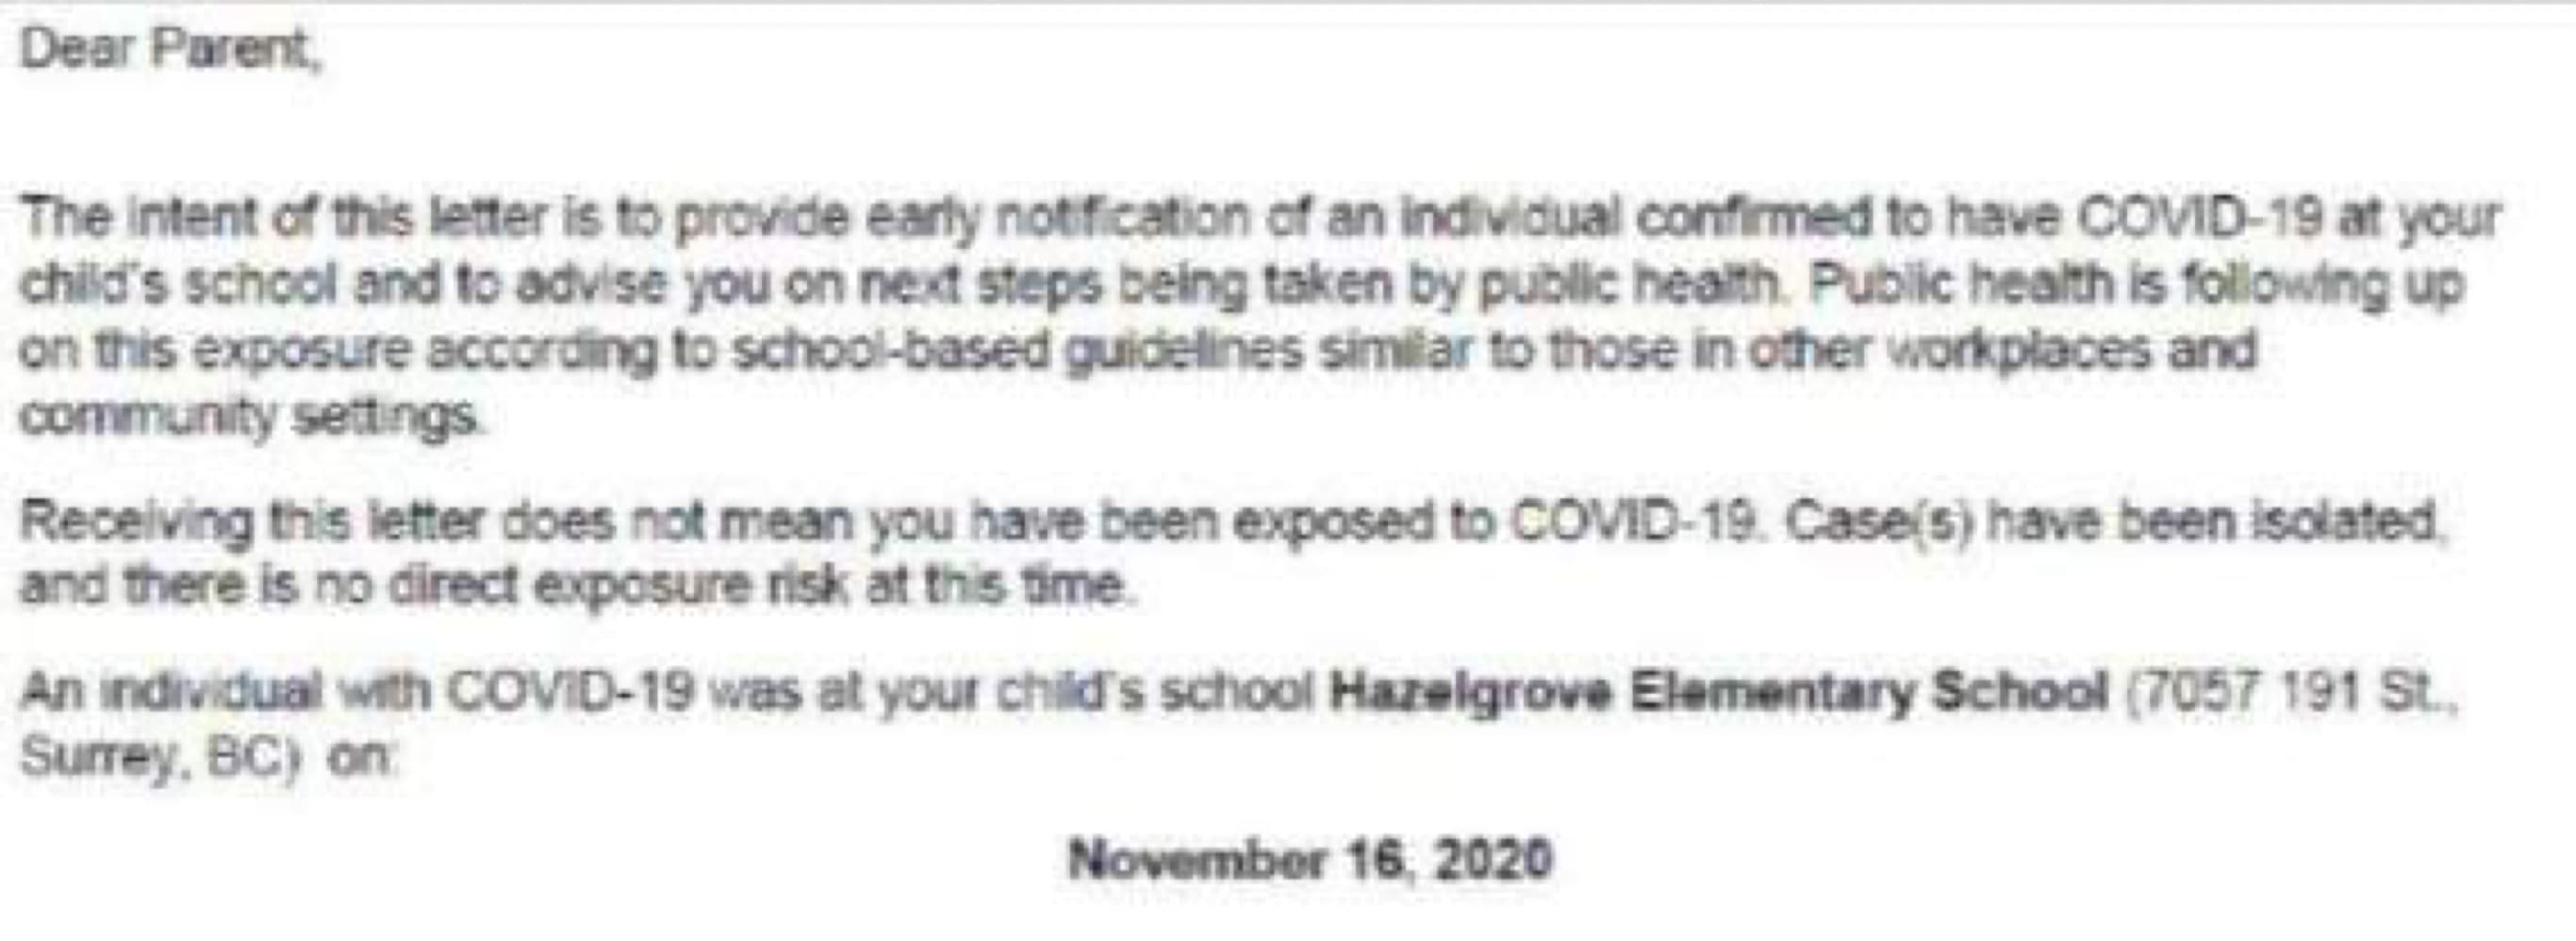 Dear Parent,
The intent of this letter is to provide early notification of an individual confirmed to have COVID-19 at your
child's school and to advise you on next steps being taken by public health. Public health is following up
on this exposure according to school-based guidelines similar to those in other workplaces and
community settings.
Receiving this letter does not mean you have been exposed to COVID-19. Case(s) have been isolated,
and there is no direct exposure risk at this time.
An individual with COVID-19 was at your child's school Hazelgrove Elementary School (7057 191 St.,
Surrey, BC) on:
November 16, 2020